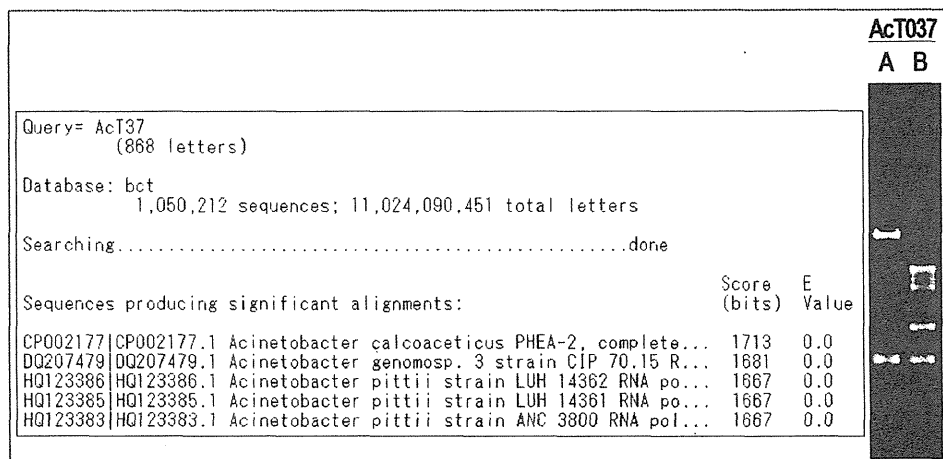 AcT037
A B
Query= AcT37
(868 letters)
Database: bct
1,050,212 sequences; 11,024,090,451 total letters
Searching..................................................done
Score E
Sequences producing significant alignments: (bits) Value
CP002177|CP002177.1 Acinetobacter calcoaceticus PHEA-2, complete... 1713 0.0
DQ207479|DQ207479.1 Acinetobacter genomosp. 3 strain CIP 70.15 R... 1681 0.0
HQ123386|HQ123386.1 Acinetobacter pittii strain LUH 14362 RNA po... 1667 0.0
HQ123385|HQ123385.1 Acinetobacter pittii strain LUH 14361 RNA po... 1667 0.0
HQ123383|HQ123383.1 Acinetobacter pittii strain ANC 3800 RNA pol... 1667 0.0